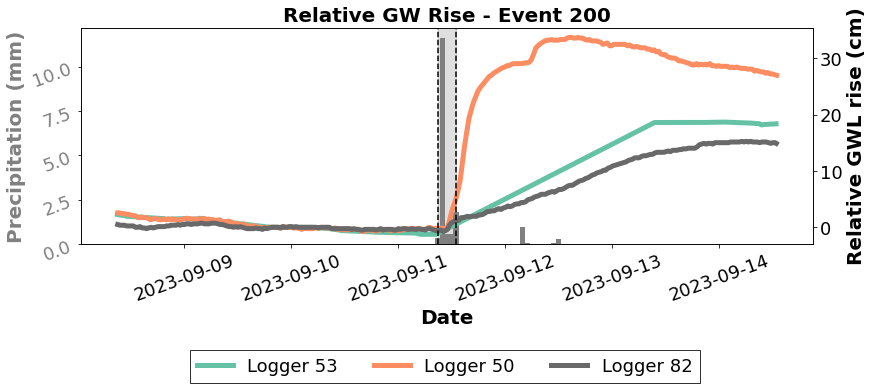 Relative GW Rise - Event 200
Precipitation (mm)
10.0
7.5
5.0
2.5
0.0
30
20
10
0
Relative GWL rise (cm)
2023-09-09
2023-09-10
2023-09-11
2023-09-12
2023-09-13
2023-09-14
Date
Logger 53
Logger 50
Logger 82